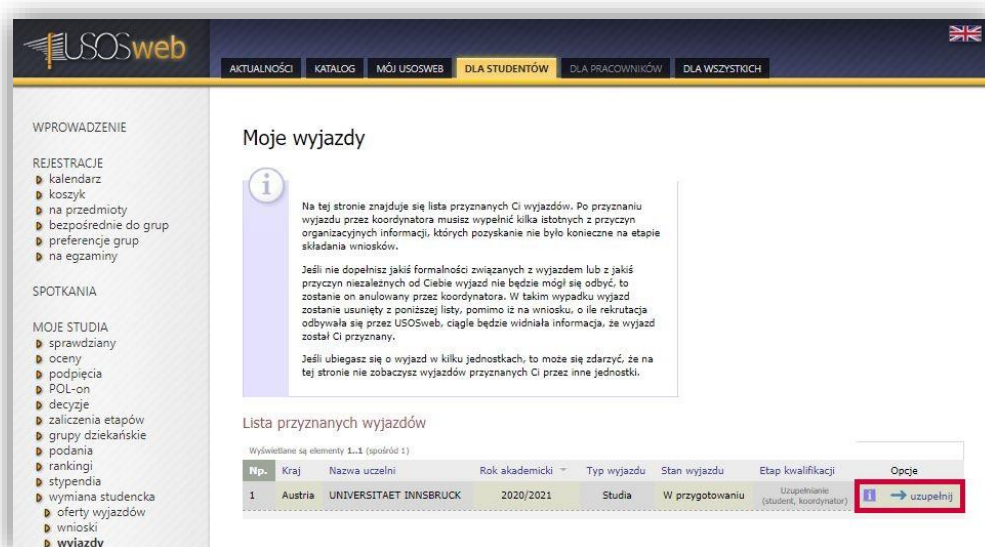 USOSweb
AKTUALNOŚCI KATALOG MÓJ USOSWEB DLA STUDENTÓW DLA PRACOWNIKÓW DLA WSZYSTKICH
WPROWADZENIE
REJESTRACJE
kalendarz
koszyk
na przedmioty
bezpośrednie do grup
preferencje grup
na egzaminy
SPOTKANIA
MOJE STUDIA
sprawdziany
oceny
podpięcia
POL-on
decyzje
zaliczenia etapów
grupy dziekańskie
podania
rankingi
stypendia
wymiana studencka
oferty wyjazdów
wnioski
wyjazdy
Moje wyjazdy
i
Na tej stronie znajduje się lista przyznanych Ci wyjazdów. Po przyznaniu
wyjazdu przez koordynatora musisz wypełnić kilka istotnych z przyczyn
organizacyjnych informacji, których pozyskanie nie było konieczne na etapie
składania wniosków.
Jeśli nie dopełnisz jakiś formalności związanych z wyjazdem lub z jakiś
przyczyn niezależnych od Ciebie wyjazd nie będzie mógł się odbyć, to
zostanie on anulowany przez koordynatora. W takim wypadku wyjazd
zostanie usunięty z poniższej listy, pomimo iż na wniosku, o ile rekrutacja
odbywała się przez USOSweb, ciągle będzie widniała informacja, że wyjazd
został Ci przyznany.
Jeśli ubiegasz się o wyjazd w kilku jednostkach, to może się zdarzyć, że na
tej stronie nie zobaczysz wyjazdów przyznanych Ci przez inne jednostki.
Lista przyznanych wyjazdów
Wyświetlane są elementy 1..1 (spośród 1)
Np. Kraj Nazwa uczelni Rok akademicki Typ wyjazdu Stan wyjazdu Etap kwalifikacji Opcje
1 Austria UNIVERSITAET INNSBRUCK 2020/2021 Studia W przygotowaniu Uzupełnianie (student, koordynator) i uzupełnij